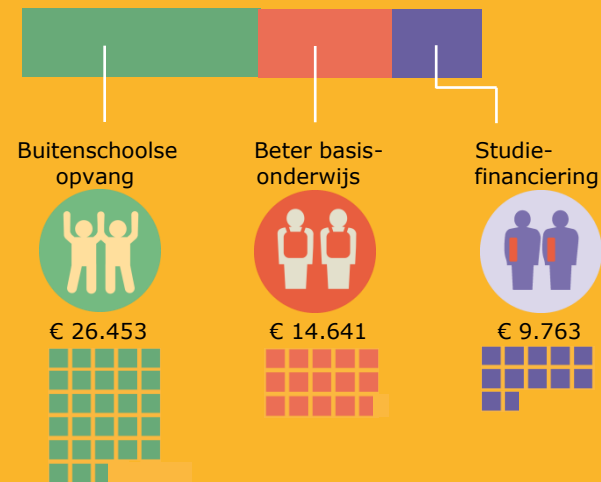 Buitenschoolse
opvang
Beter basis-
onderwijs
Studie-
financiering
€ 26.453
€ 14.641
€ 9.763